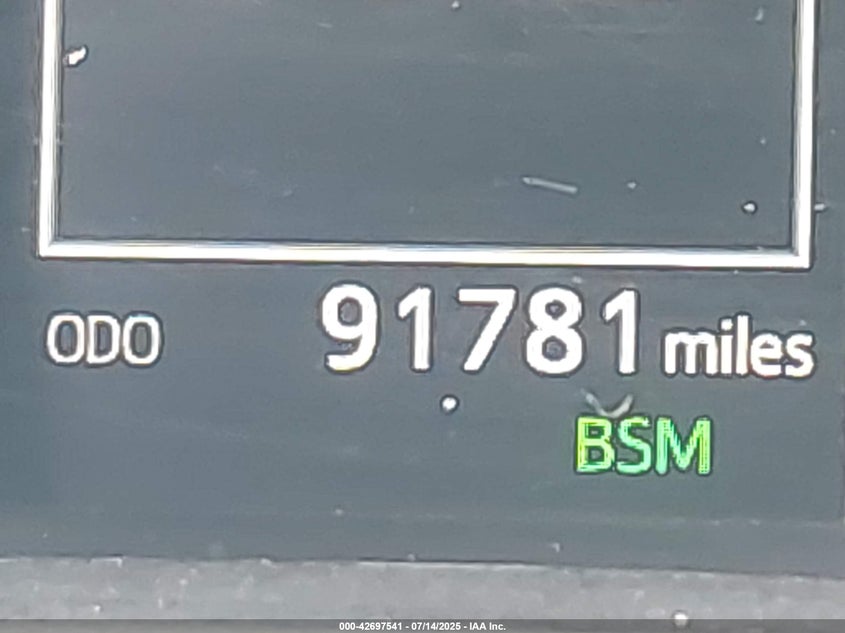 ODO 91781 miles
BSM
000-42697541 - 07/14/2025 - IAA Inc.